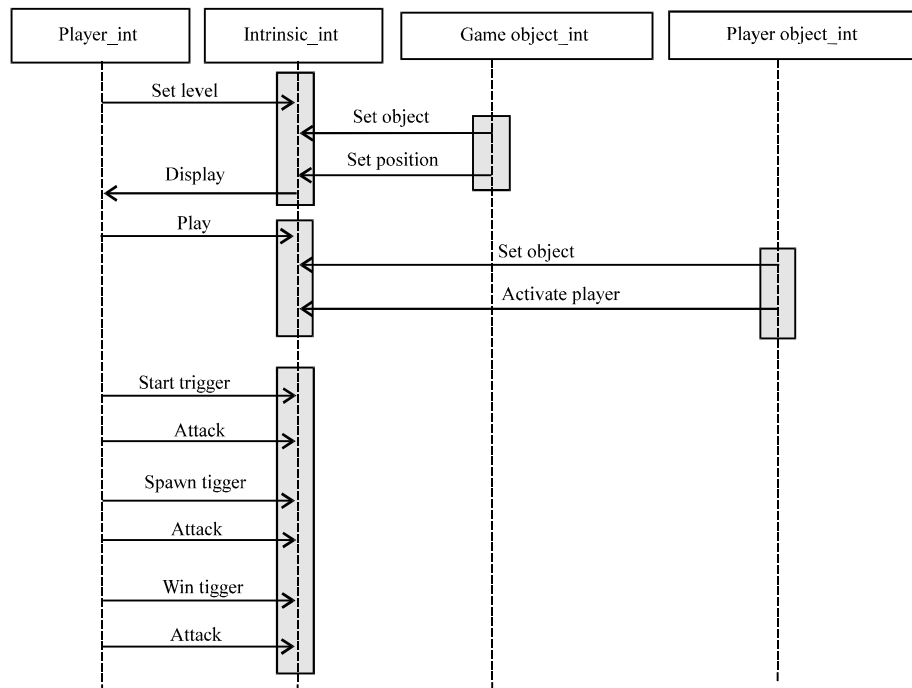 Player_int
Intrinsic_int
Game object_int
Player object_int
Set level
Set object
Set position
Display
Play
Set object
Activate player
Start trigger
Attack
Spawn tigger
Attack
Win tigger
Attack